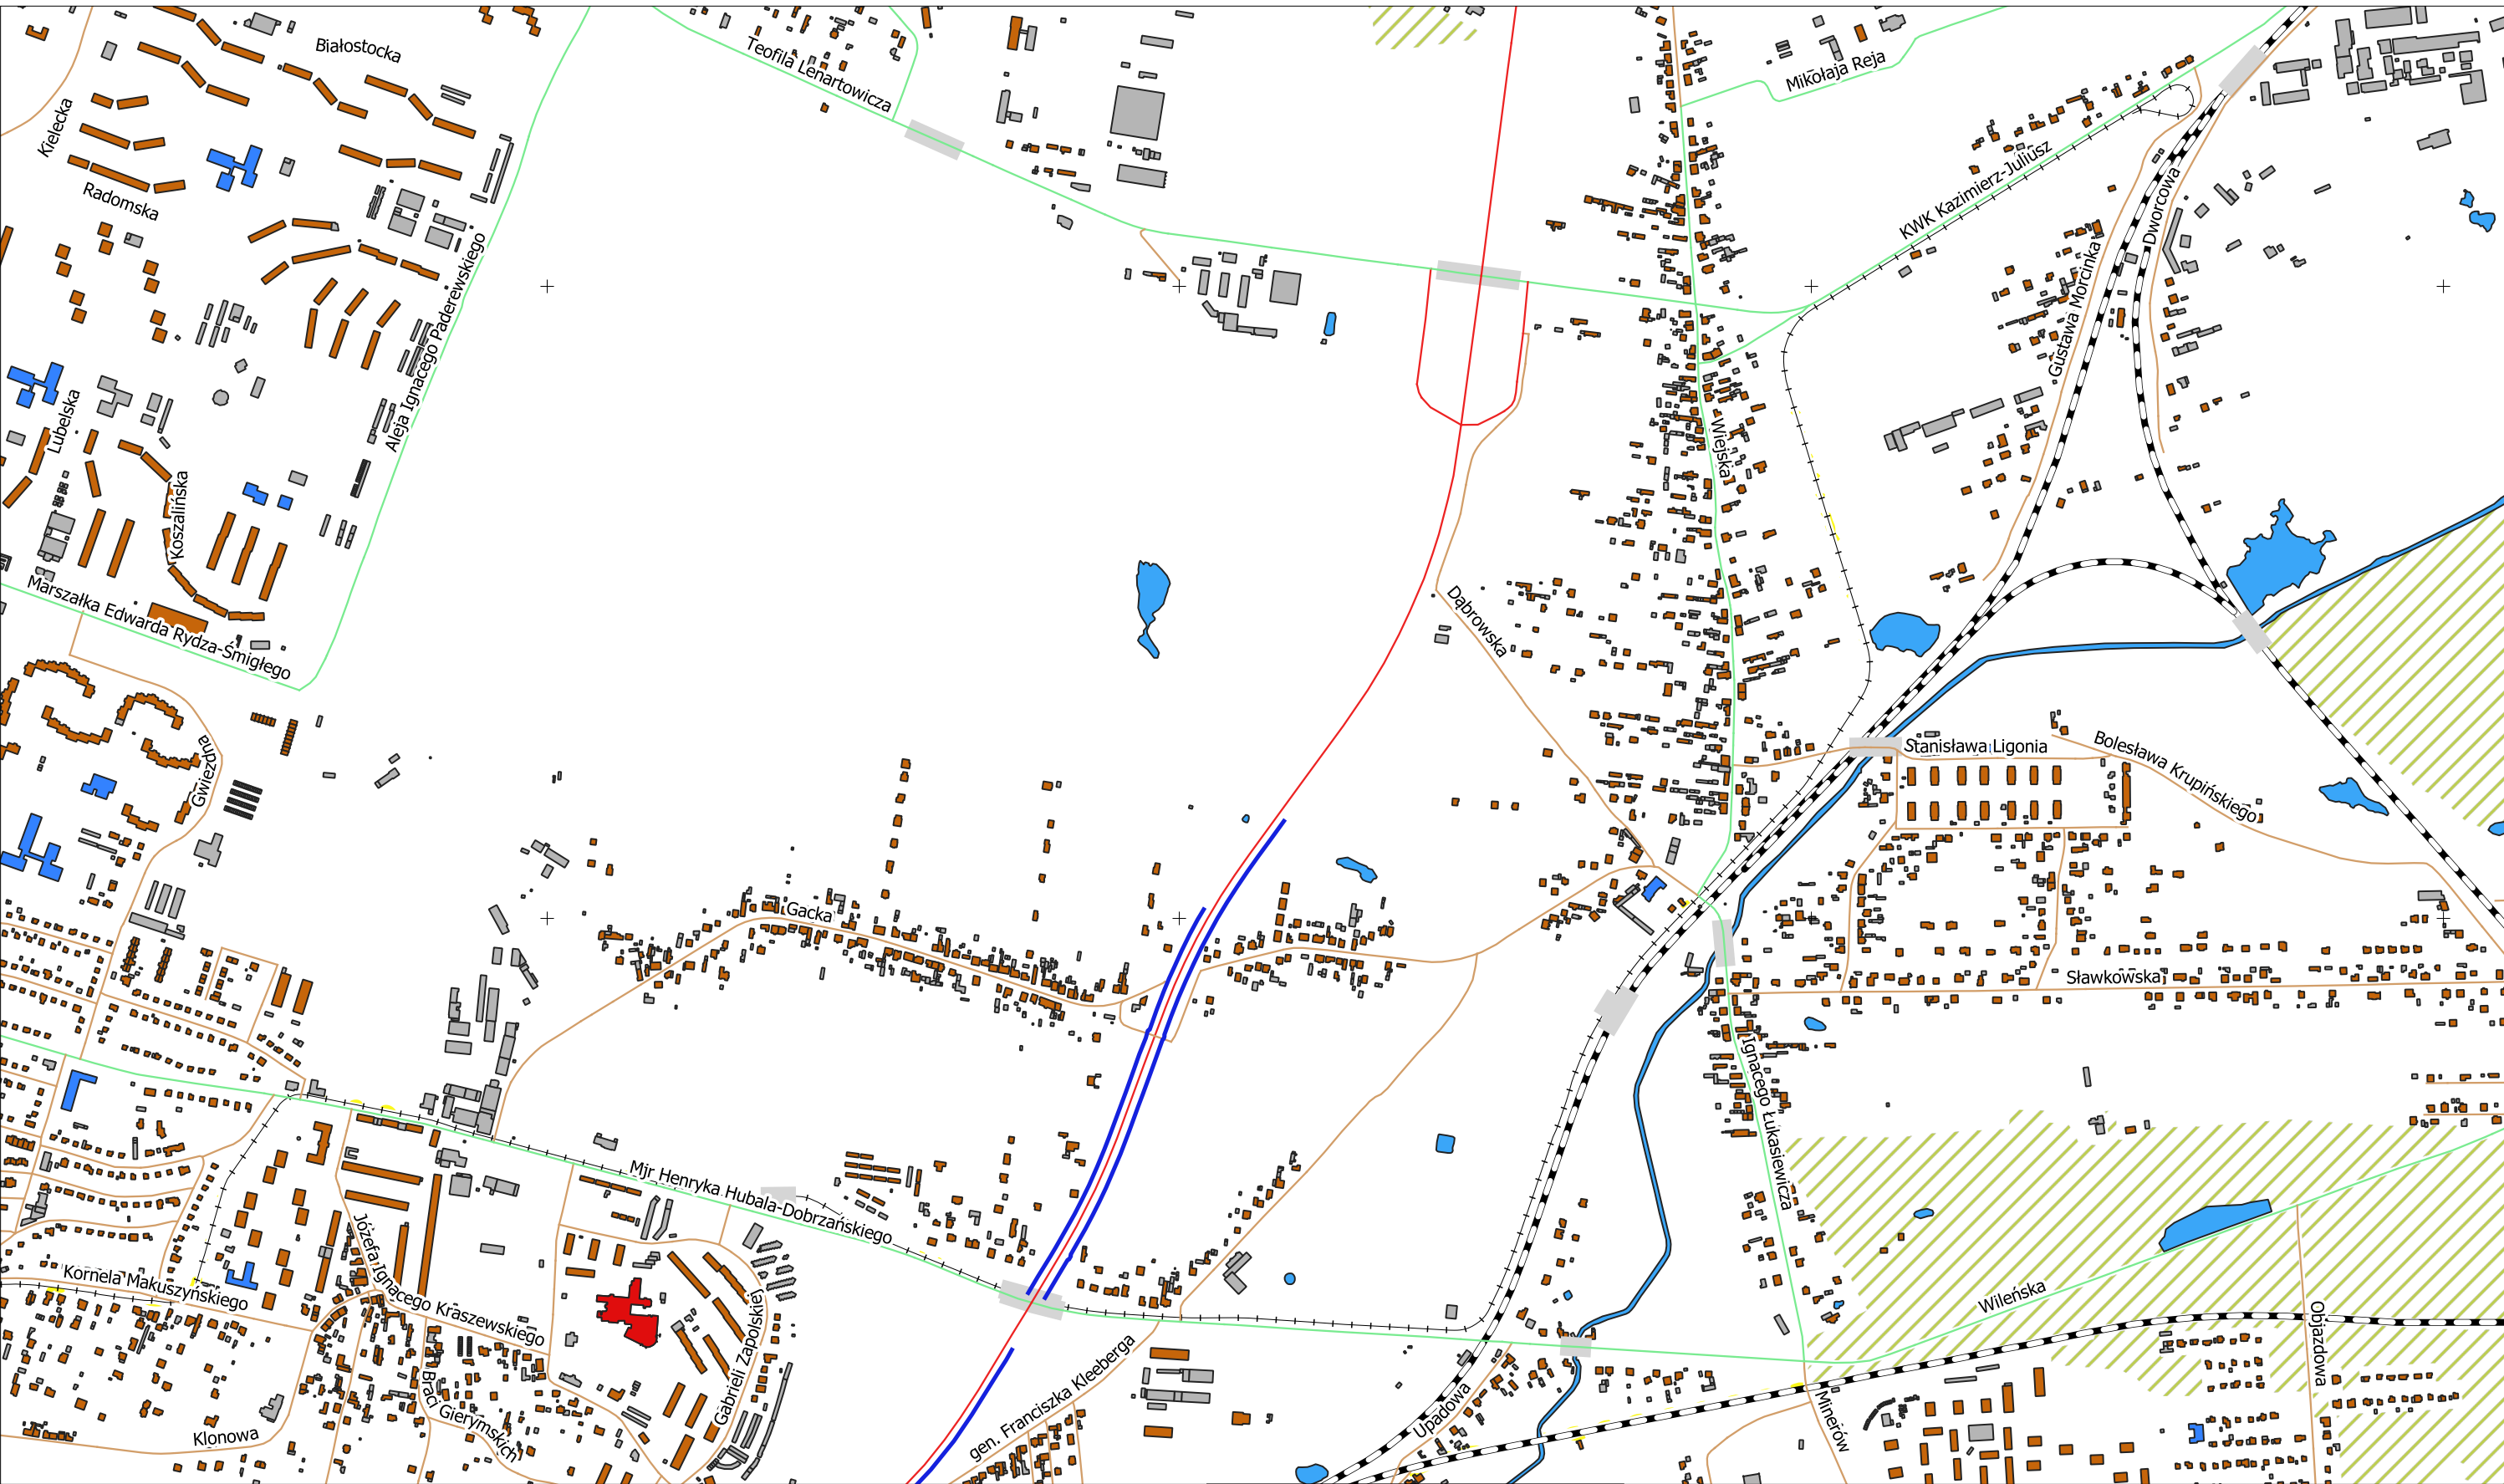 Białostocka
Teofila Lenartowicza
Mikołaja Reja
Kielecka
KWK Kazimierz-Juliusz
Radomska
Dworcowa
Gustawa Morcinka
Aleja Ignacego Paderewskiego
Lubelska
Wiejska
Koszalińska
Marszałka Edwarda Rydza-Śmigłego
Dąbrowska
Gwiezdna
Stanisława Ligonia
Bolesława Krupińskiego
Gacka
Sławkowska
Ignacego Łukasiewicza
Mjr Henryka Hubala-Dobrzańskiego
Józefa Ignacego Kraszewskiego
Kornela Makuszyńskiego
Wileńska
Gabrieli Zapolskiej
Objazdowa
gen. Franciszka Kleeberga
Upadowa
Minerów
Braci Gierymskich
Klonowa